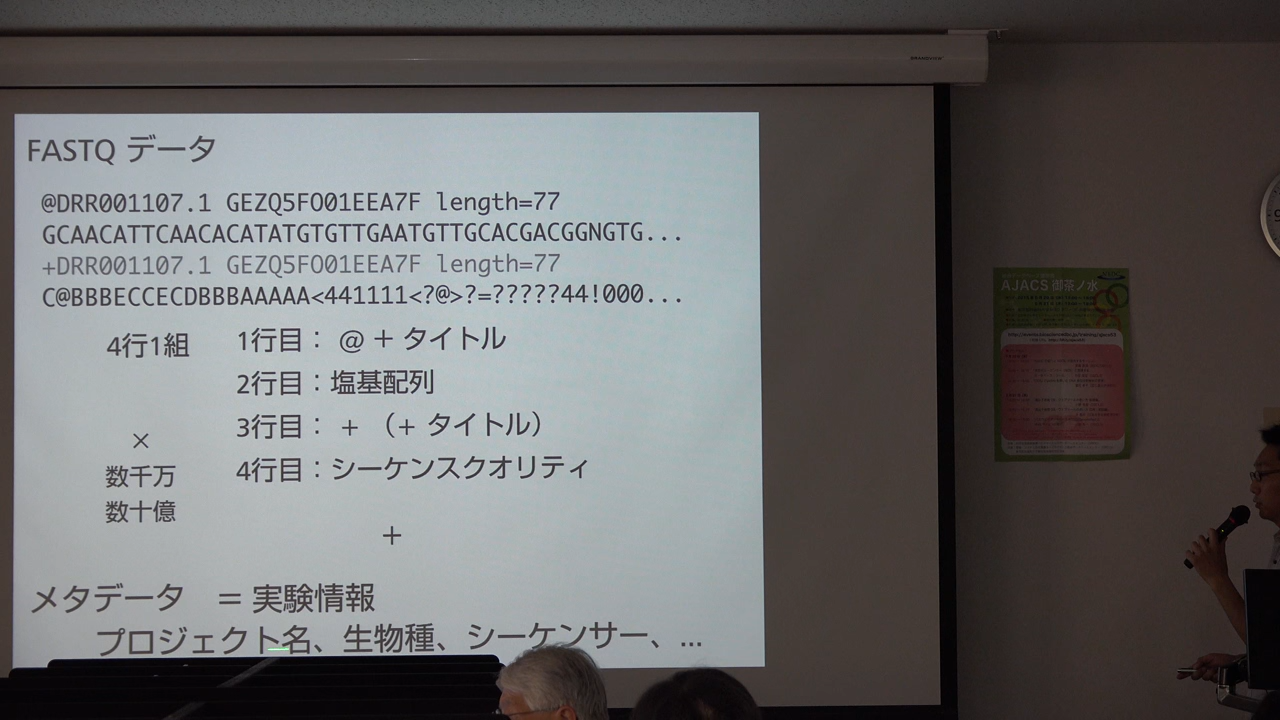 FASTQ データ
@DRR001107.1 GEZQ5FO01EEA7F length=77
GCAACATTCAACACATATGTGTTGAATGTTGCACGACGGNGTG...
+DRR001107.1 GEZQ5FO01EEA7F length=77
C@BBBECCECDBBBAAAAA<441111<?@>?=?????44!000...
4行1組
1行目： @ + タイトル
2行目：塩基配列
3行目： + （+ タイトル）
4行目：シーケンスクオリティ
×
数千万
数十億
+
メタデータ ＝ 実験情報
プロジェクト名、生物種、シーケンサー、...
AJACS 御茶ノ水